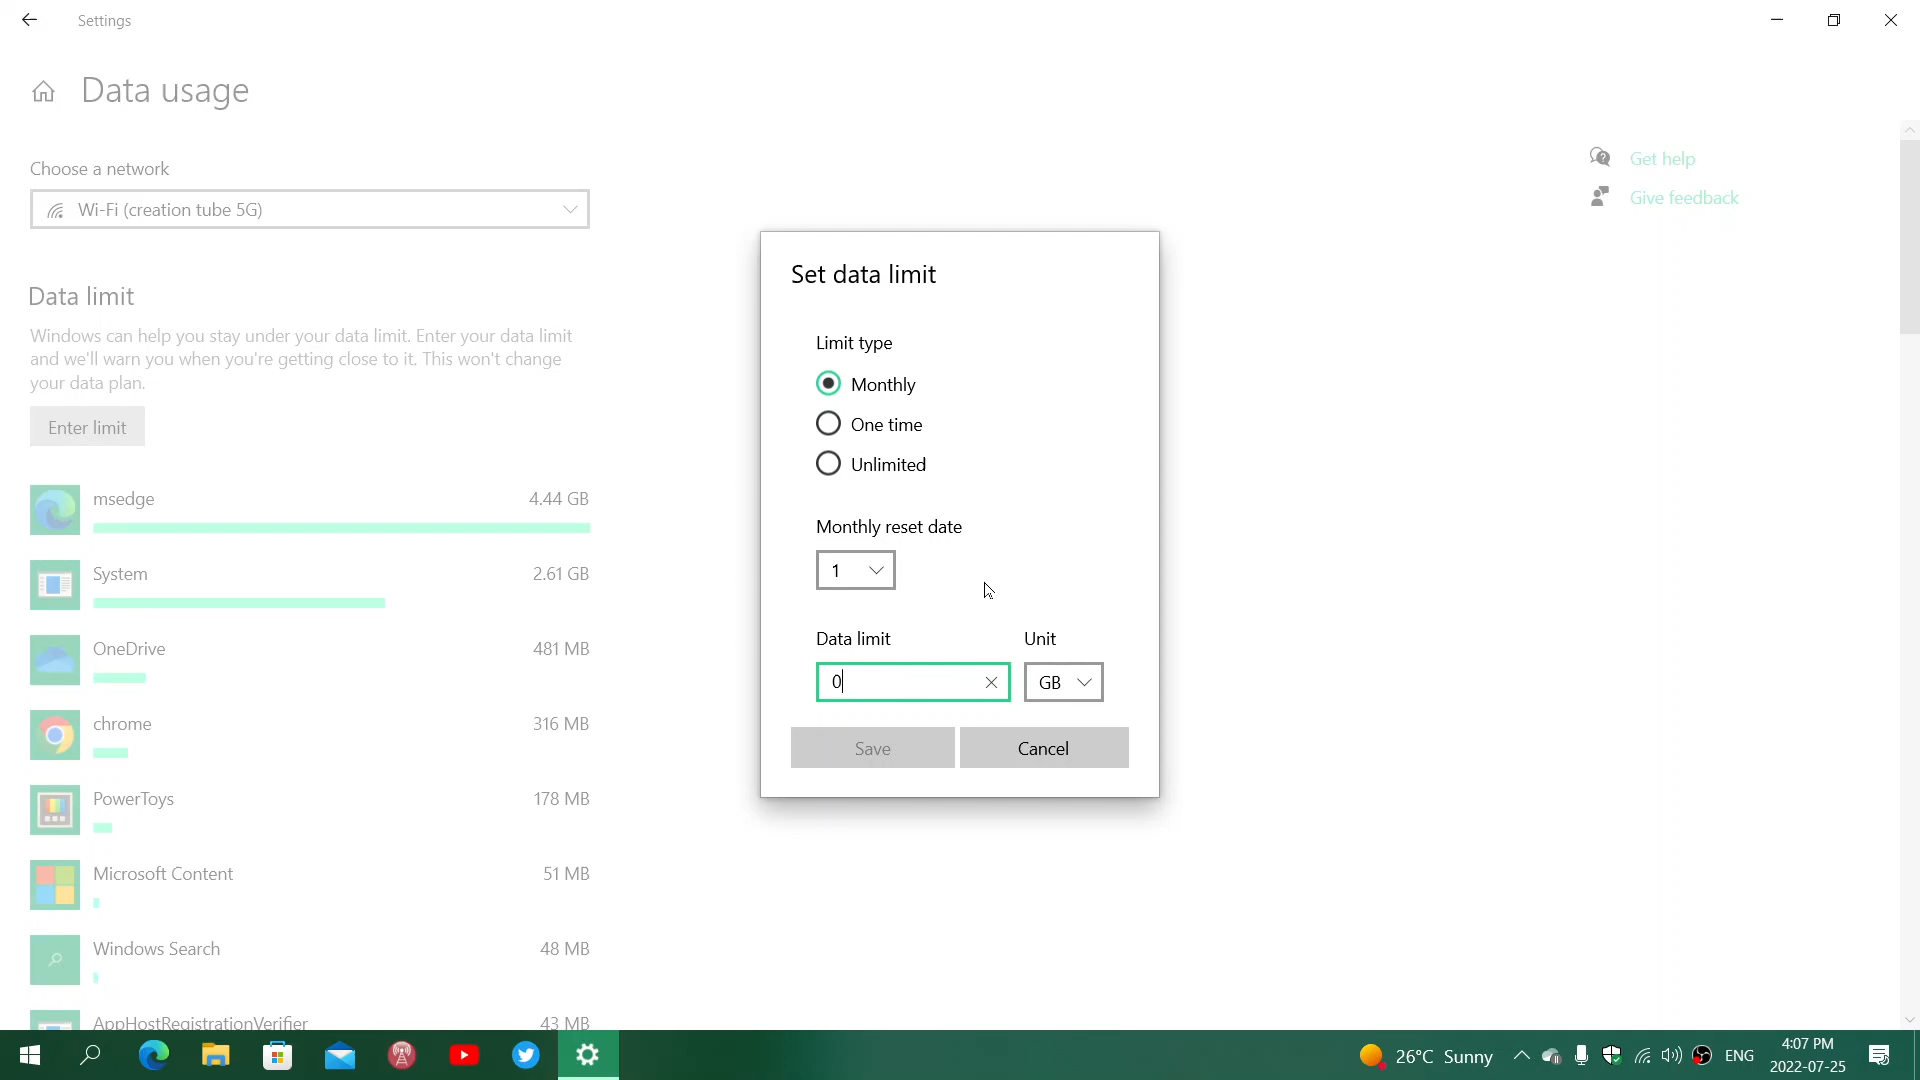 Settings
Data usage
Choose a network
Wi-Fi (creation tube 5G)
Data limit
Windows can help you stay under your data limit. Enter your data limit
and we'll warn you when you're getting close to it. This won't change
your data plan.
Enter limit
msedge 4.44 GB
System 2.61 GB
OneDrive 481 MB
chrome 316 MB
PowerToys 178 MB
Microsoft Content 51 MB
Windows Search 48 MB
AppHostRegistrationVerifier 43 MB
Get help
Give feedback
Set data limit
Limit type
Monthly
One time
Unlimited
Monthly reset date
1
Data limit Unit
0 GB
Save Cancel
26°C Sunny
ENG
4:07 PM
2022-07-25